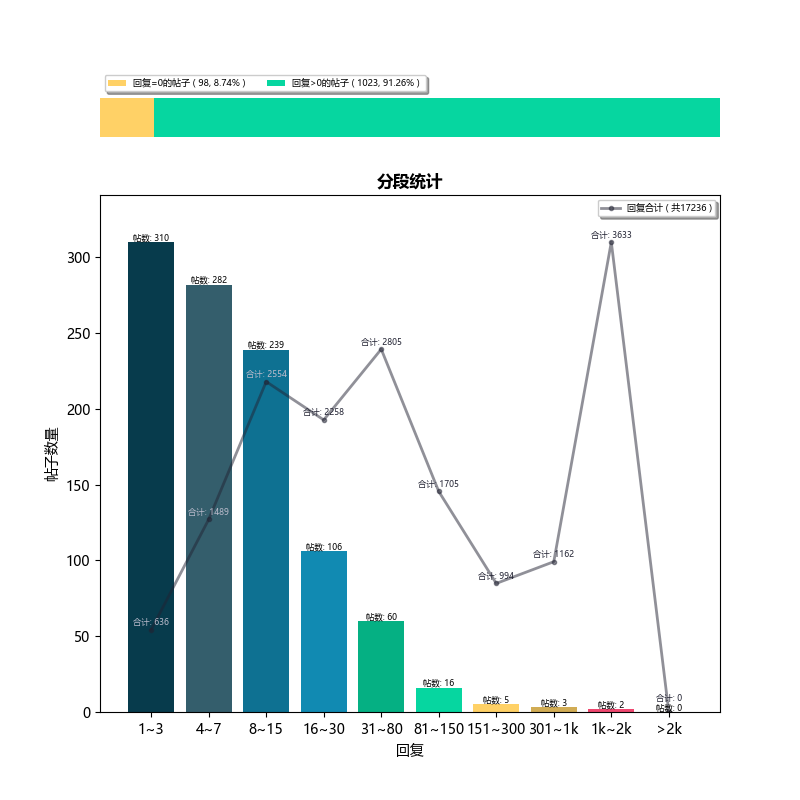 回复=0的帖子 ( 98, 8.74% ) 回复>0的帖子 ( 1023, 91.26% )
分段统计
回复合计 ( 共17236 )
帖子数量
300
250
200
150
100
50
0
帖数: 310
帖数: 282
帖数: 239
帖数: 106
帖数: 60
帖数: 16
帖数: 5
帖数: 3
帖数: 2
帖数: 0
合计: 636
合计: 1489
合计: 2554
合计: 2258
合计: 2805
合计: 1705
合计: 994
合计: 1162
合计: 3633
合计: 0
1~3 4~7 8~15 16~30 31~80 81~150 151~300 301~1k 1k~2k >2k
回复